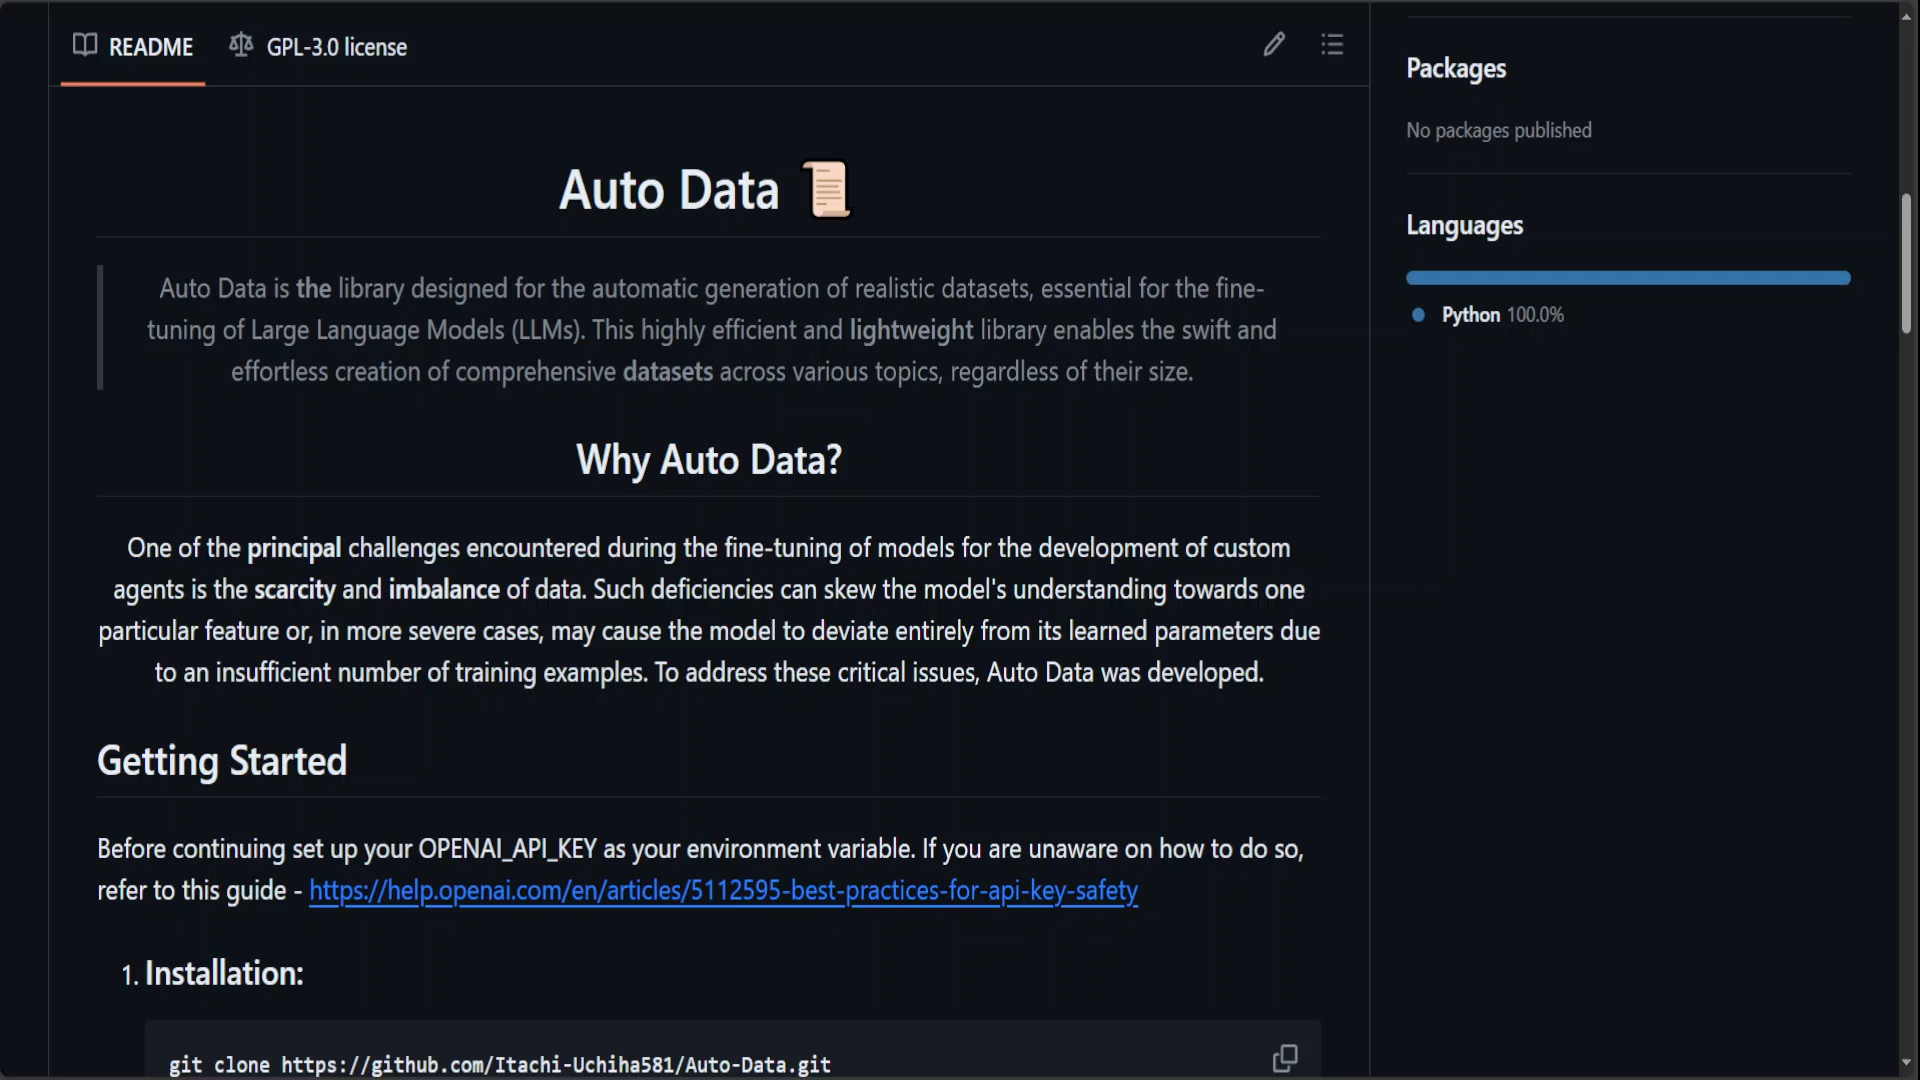 README
GPL-3.0 license
Auto Data
Auto Data is the library designed for the automatic generation of realistic datasets, essential for the fine-
tuning of Large Language Models (LLMs). This highly efficient and lightweight library enables the swift and
effortless creation of comprehensive datasets across various topics, regardless of their size.
Why Auto Data?
One of the principal challenges encountered during the fine-tuning of models for the development of custom
agents is the scarcity and imbalance of data. Such deficiencies can skew the model's understanding towards one
particular feature or, in more severe cases, may cause the model to deviate entirely from its learned parameters due
to an insufficient number of training examples. To address these critical issues, Auto Data was developed.
Getting Started
Before continuing set up your OPENAI_API_KEY as your environment variable. If you are unaware on how to do so,
refer to this guide - https://help.openai.com/en/articles/5112595-best-practices-for-api-key-safety
1. Installation:
git clone https://github.com/Itachi-Uchiha581/Auto-Data.git
Packages
No packages published
Languages
Python 100.0%